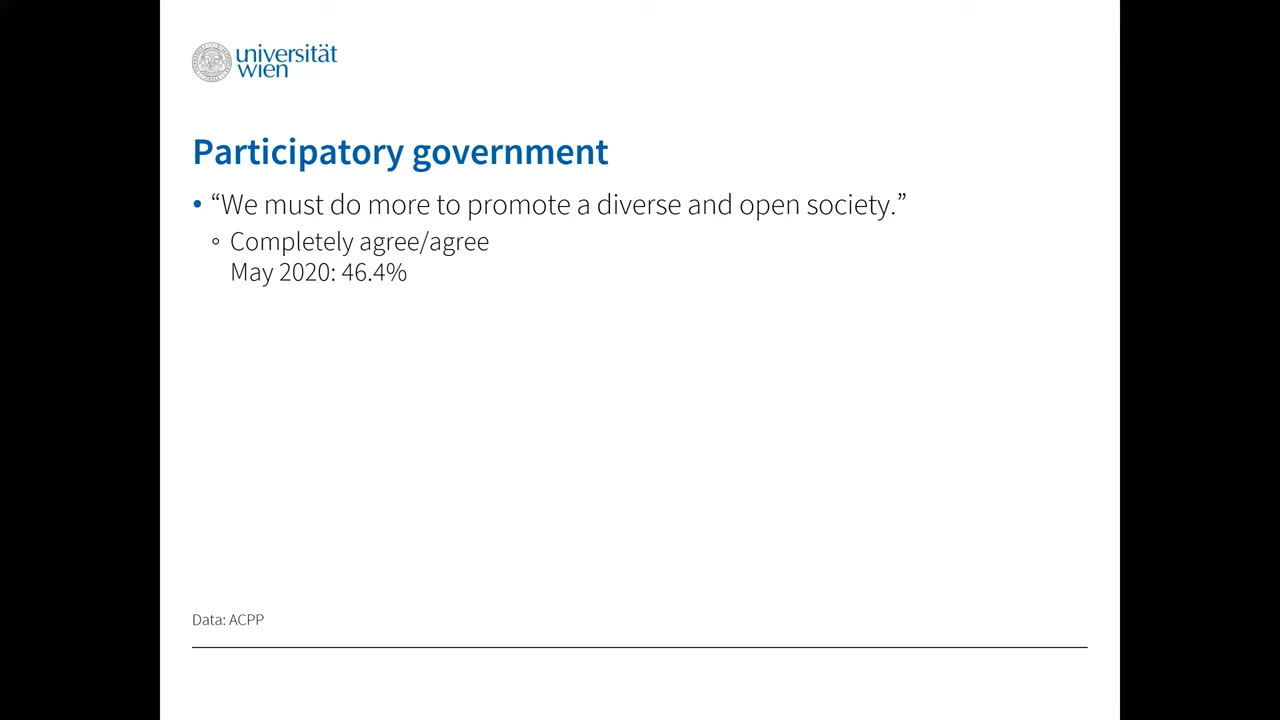 universität
wien
Participatory government
• “We must do more to promote a diverse and open society.”
◦ Completely agree/agree
May 2020: 46.4%
Data: ACPP